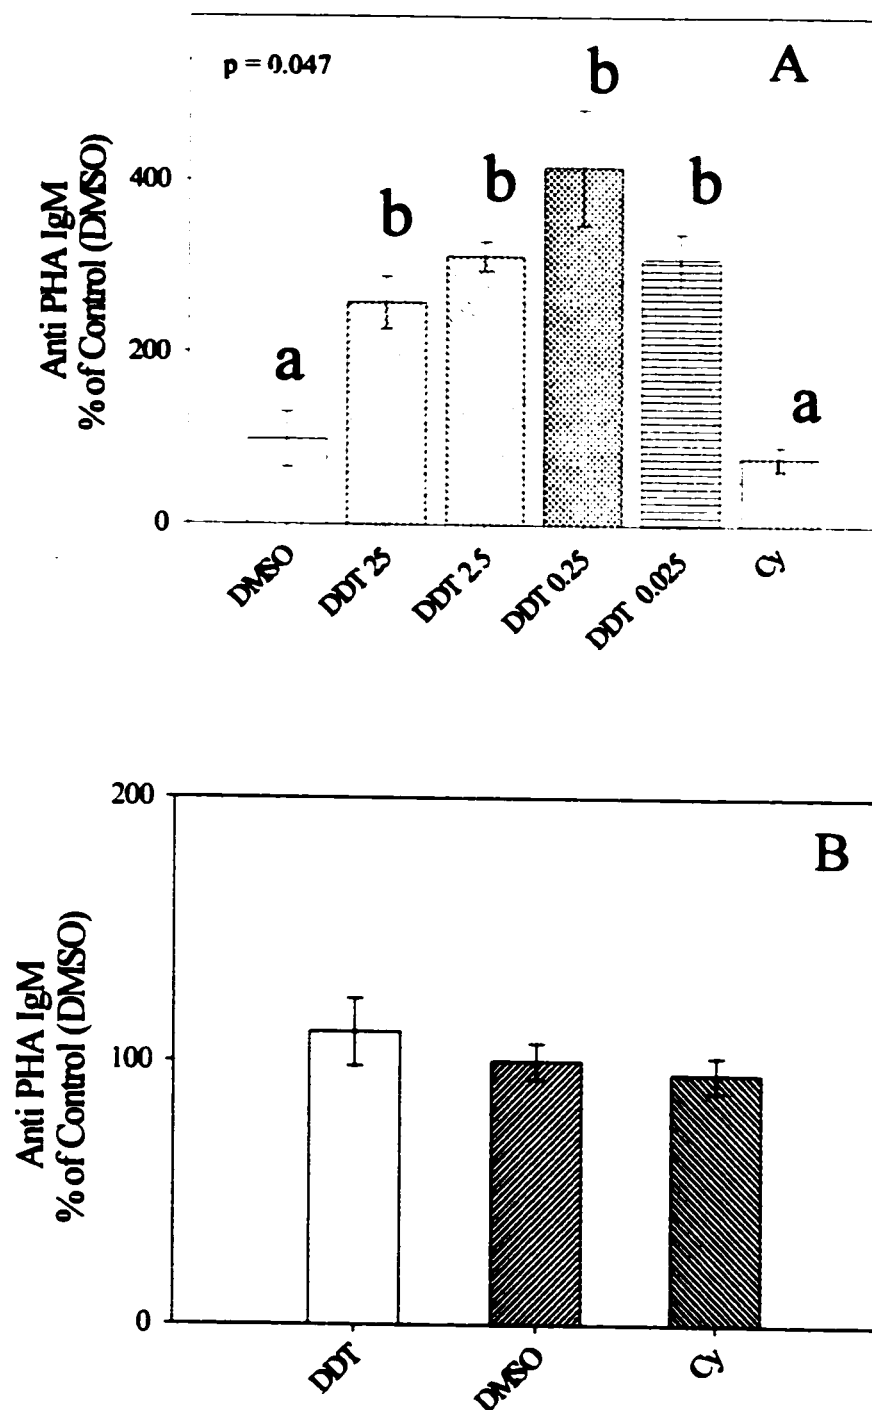 p = 0.047
A
b
b
b
b
a
a
Anti PHA IgM
% of Control (DMSO)
400
200
0
DMSO
DDT 25
DDT 2.5
DDT 0.25
DDT 0.025
Cy
B
Anti PHA IgM
% of Control (DMSO)
200
100
0
DDT
DMSO
Cy